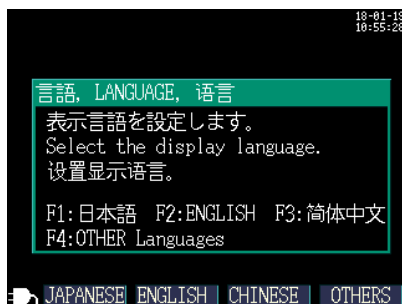 18-01-19
10:55:28
言語, LANGUAGE, 语言
表示言語を設定します。
Select the display language.
设置显示语言。
F1:日本語 F2:ENGLISH F3:简体中文
F4:OTHER Languages
JAPANESE ENGLISH CHINESE OTHERS